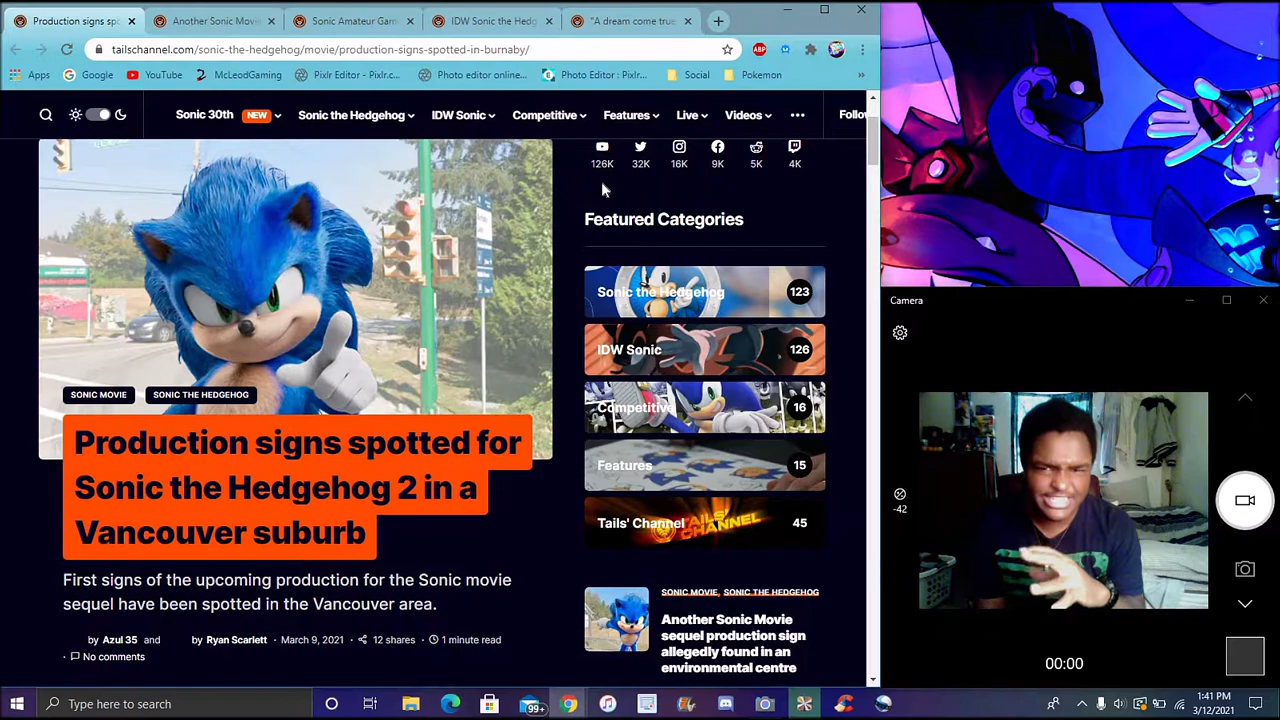 Production signs spo
Another Sonic Movi
Sonic Amateur Gam
IDW Sonic the Hedg
"A dream come true
tailschannel.com/sonic-the-hedgehog/movie/production-signs-spotted-in-burnaby/
ABP
Apps
Google
YouTube
McLeodGaming
Pixlr Editor - Pixlr.c...
Photo editor online...
Photo Editor : Pixlr...
Social
Pokemon
»
Sonic 30th NEW
Sonic the Hedgehog
IDW Sonic
Competitive
Features
Live
Videos
Follo
126K
32K
16K
9K
5K
4K
Featured Categories
Sonic the Hedgehog 123
IDW Sonic 126
Competitive 16
Features 15
Tails' Channel 45
TAILS' CHANNEL
SONIC MOVIE
SONIC THE HEDGEHOG
Production signs spotted for
Sonic the Hedgehog 2 in a
Vancouver suburb
First signs of the upcoming production for the Sonic movie
sequel have been spotted in the Vancouver area.
by Azul 35 and by Ryan Scarlett • March 9, 2021 • 12 shares • 1 minute read
• No comments
SONIC MOVIE, SONIC THE HEDGEHOG
Another Sonic Movie
sequel production sign
allegedly found in an
environmental centre
Camera
-42
00:00
Type here to search
99+
1:41 PM
3/12/2021